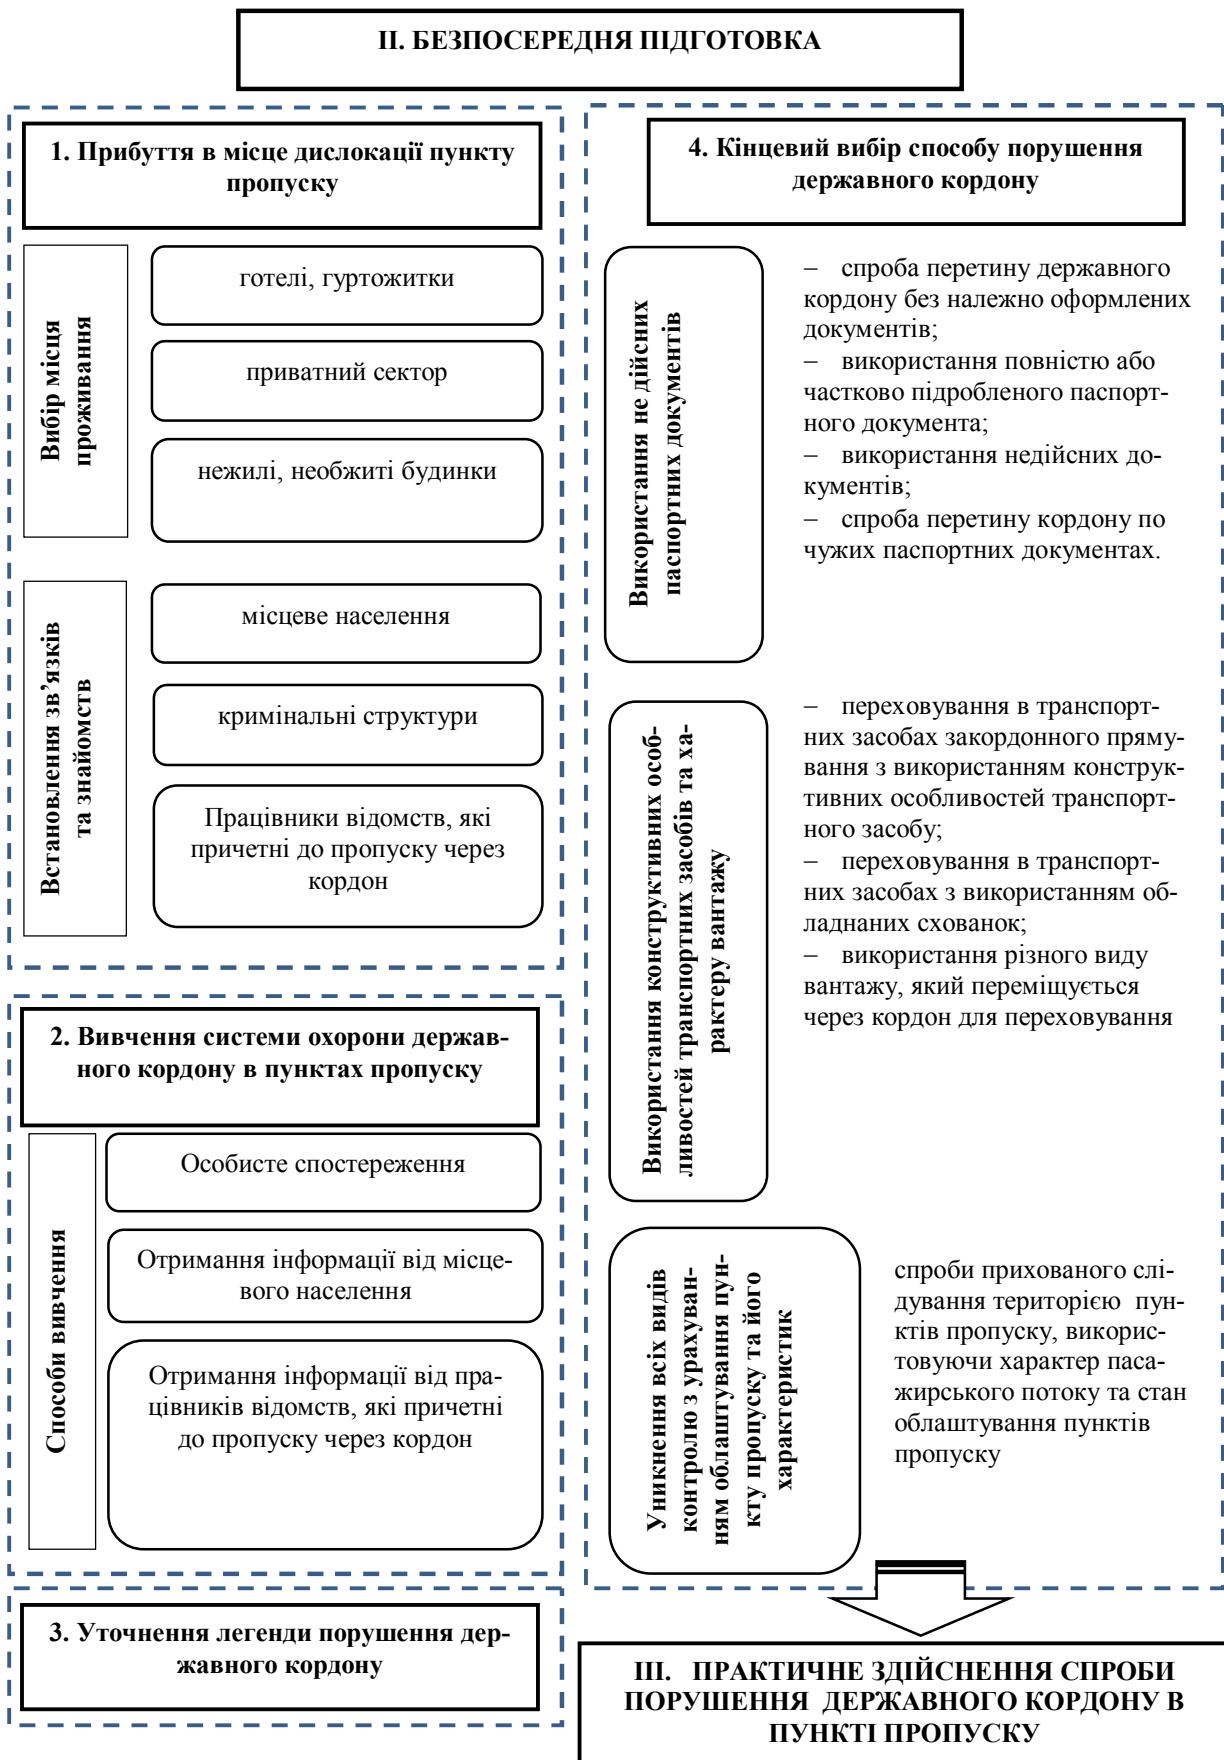 ІІ. БЕЗПОСЕРЕДНЯ ПІДГОТОВКА
1. Прибуття в місце дислокації пункту
пропуску
Вибір місця
проживання
готелі, гуртожитки
приватний сектор
нежилі, необжиті будинки
Встановлення зв’язків
та знайомств
місцеве населення
кримінальні структури
Працівники відомств, які
причетні до пропуску через
кордон
2. Вивчення системи охорони держав-
ного кордону в пунктах пропуску
Способи вивчення
Особисте спостереження
Отримання інформації від місце-
вого населення
Отримання інформації від пра-
цівників відомств, які причетні
до пропуску через кордон
3. Уточнення легенди порушення дер-
жавного кордону
4. Кінцевий вибір способу порушення
державного кордону
Використання не дійсних
паспортних документів
– спроба перетину державного
кордону без належно оформлених
документів;
– використання повністю або
частково підробленого паспорт-
ного документа;
– використання недійсних до-
кументів;
– спроба перетину кордону по
чужих паспортних документах.
Використання конструктивних особ-
ливостей транспортних засобів та ха-
рактеру вантажу
– переховування в транспорт-
них засобах закордонного пряму-
вання з використанням конструк-
тивних особливостей транспорт-
ного засобу;
– переховування в транспорт-
них засобах з використанням об-
ладнаних схованок;
– використання різного виду
вантажу, який переміщується
через кордон для переховування
Уникнення всіх видів
контролю з урахуван-
ням облаштування пун-
кту пропуску та його
характеристик
спроби прихованого слі-
дування територією пун-
ктів пропуску, викорис-
товуючи характер паса-
жирського потоку та стан
облаштування пунктів
пропуску
ІІІ. ПРАКТИЧНЕ ЗДІЙСНЕННЯ СПРОБИ
ПОРУШЕННЯ ДЕРЖАВНОГО КОРДОНУ В
ПУНКТІ ПРОПУСКУ